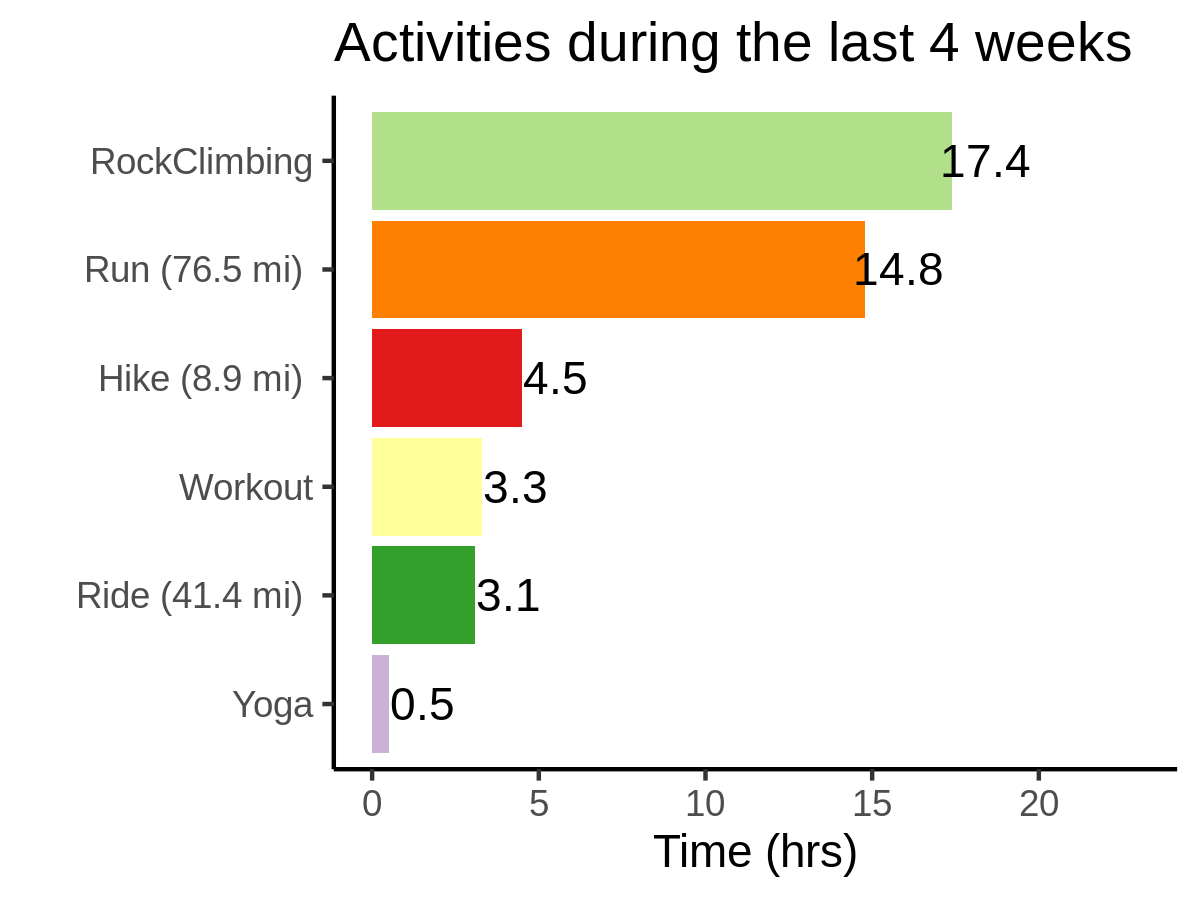 Activities during the last 4 weeks
RockClimbing 17.4
Run (76.5 mi) 14.8
Hike (8.9 mi) 4.5
Workout 3.3
Ride (41.4 mi) 3.1
Yoga 0.5
0 5 10 15 20
Time (hrs)